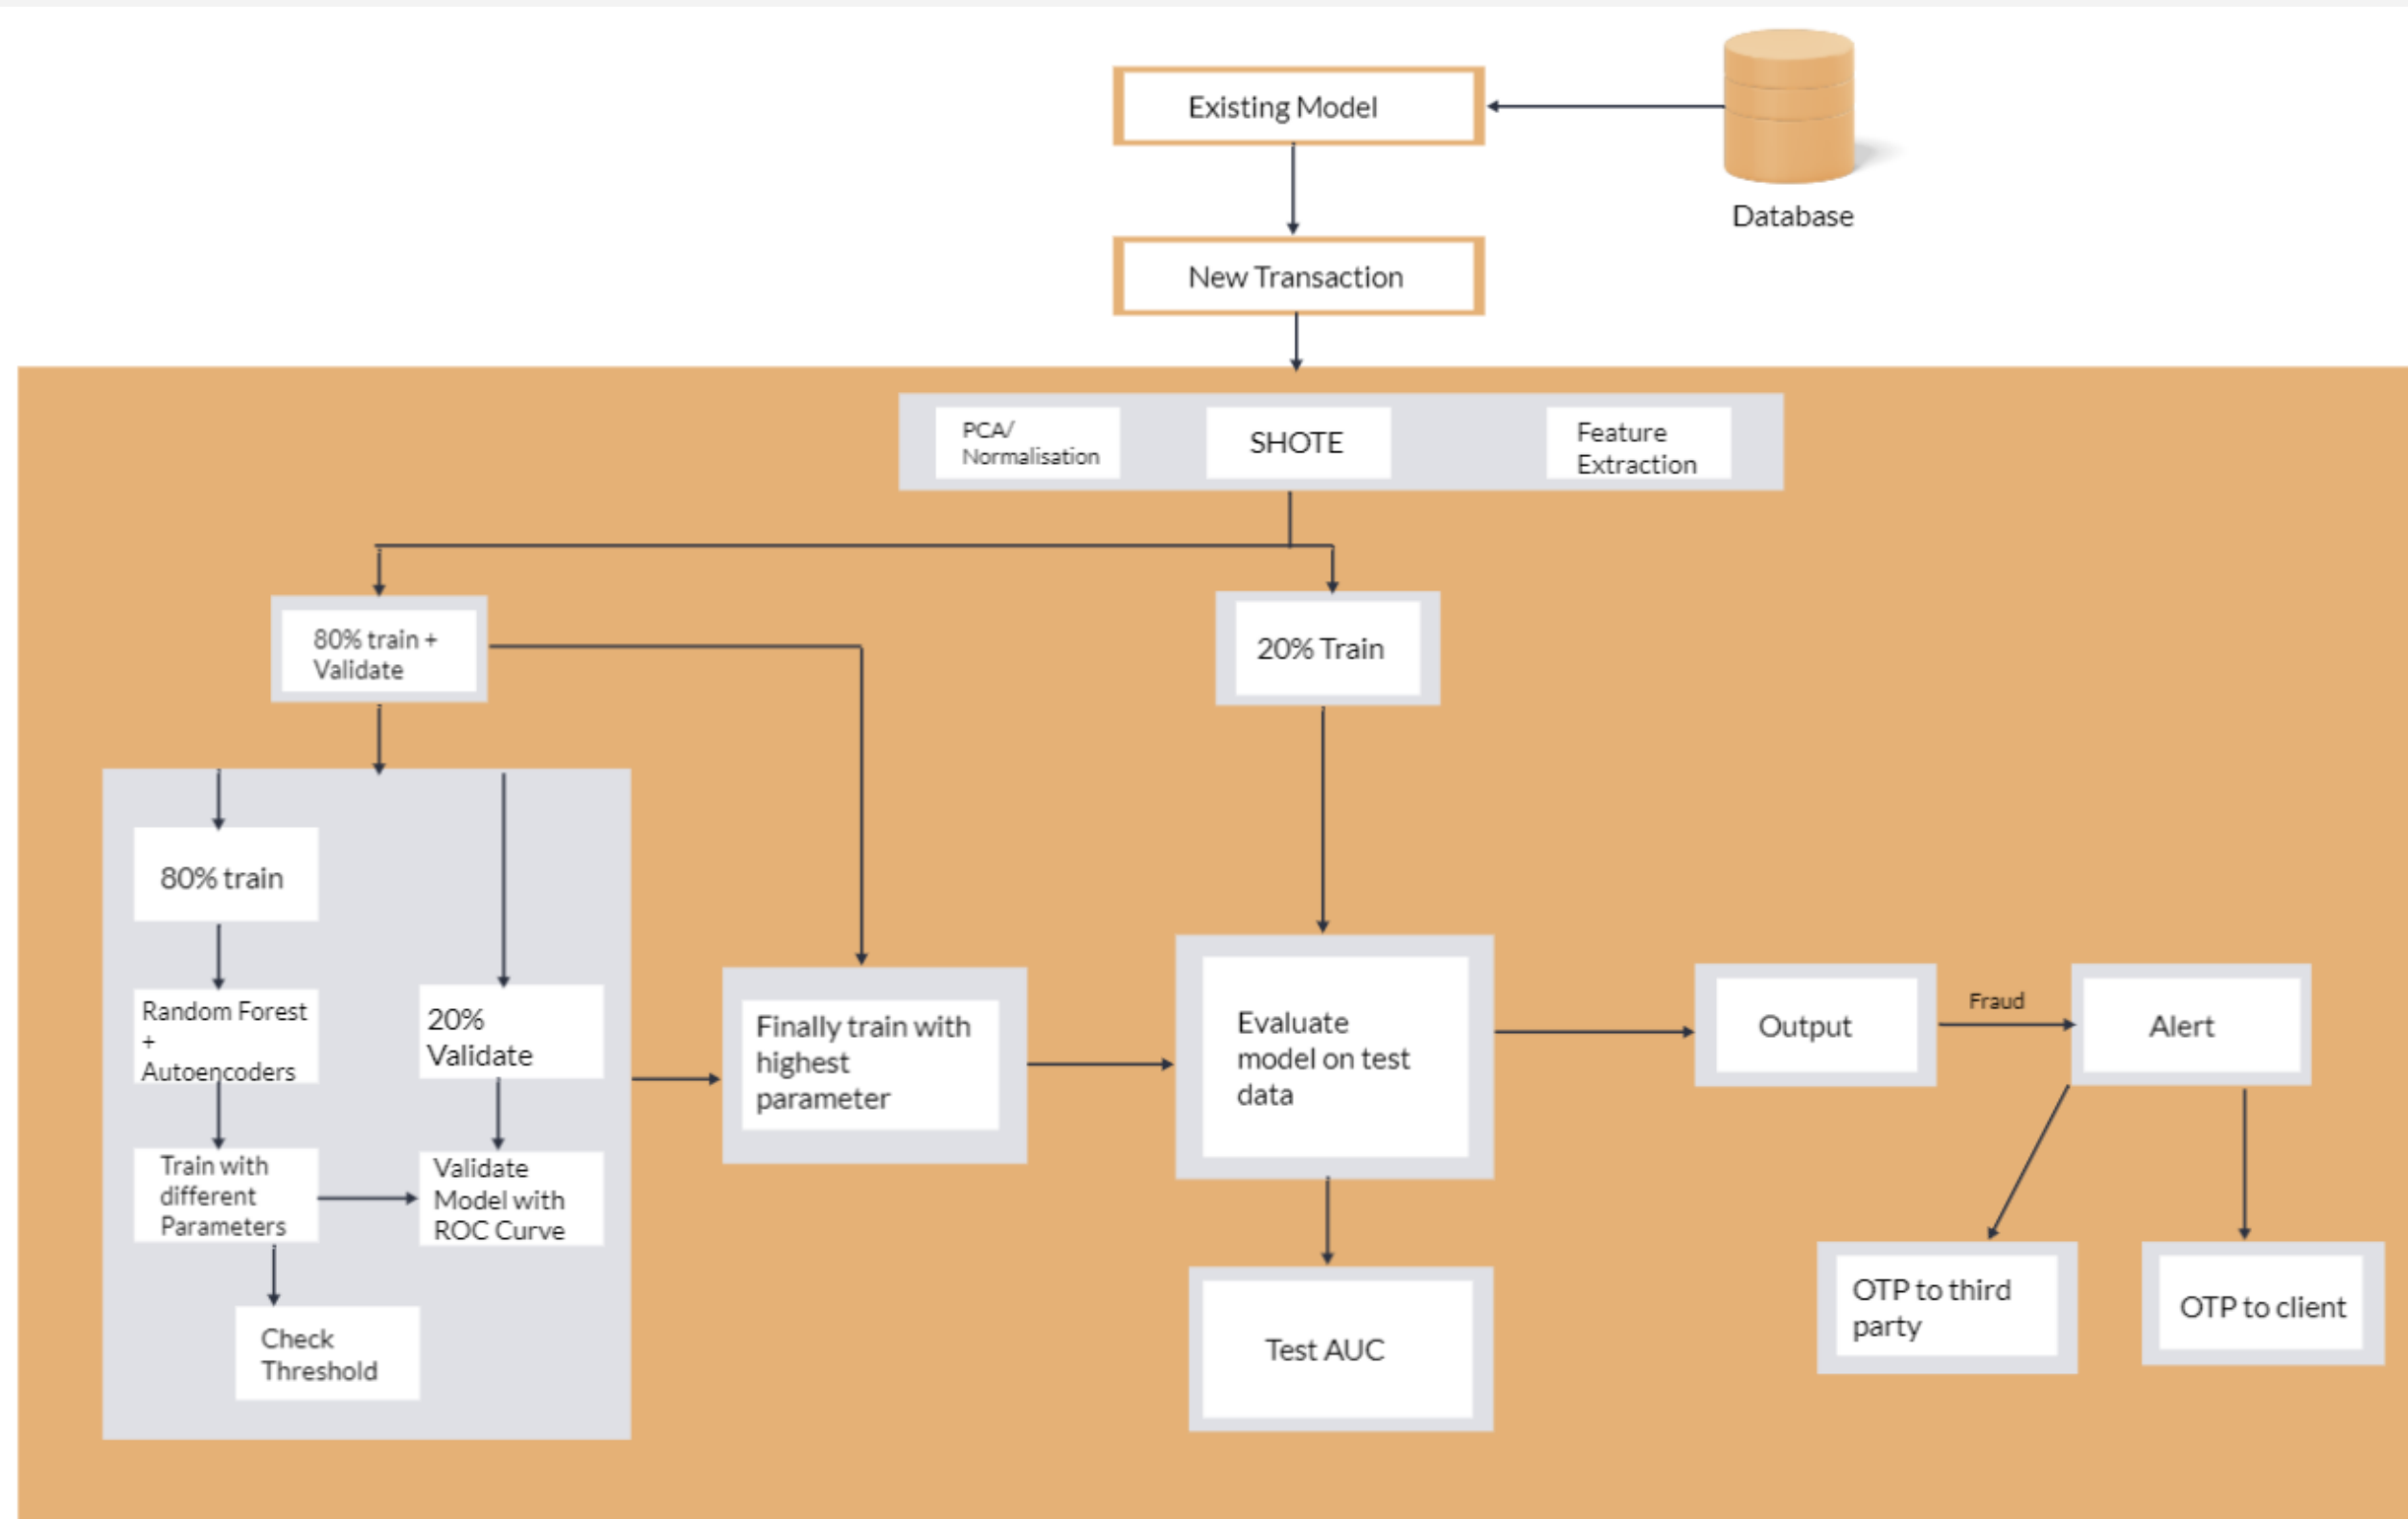 Existing Model
Database
New Transaction
PCA/
Normalisation
SHOTE
Feature
Extraction
80% train +
Validate
20% Train
80% train
Random Forest
+
Autoencoders
20%
Validate
Train with
different
Parameters
Validate
Model with
ROC Curve
Check
Threshold
Finally train with
highest
parameter
Evaluate
model on test
data
Test AUC
Output
Fraud
Alert
OTP to third
party
OTP to client